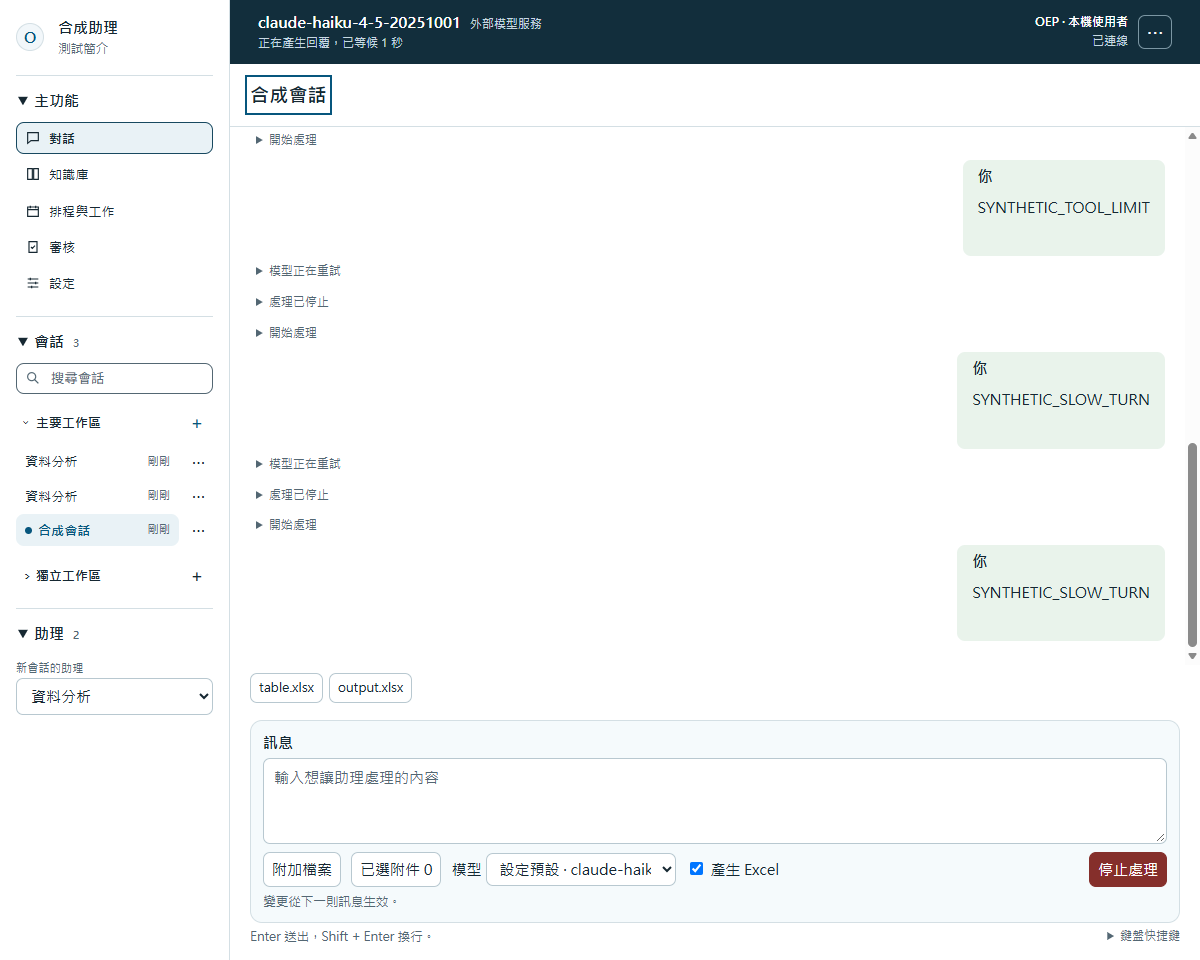 O
合成助理
測試簡介
▼ 主功能
對話
知識庫
排程與工作
審核
設定
▼ 會話 3
搜尋會話
主要工作區 +
資料分析 剛剛 ...
資料分析 剛剛 ...
合成會話 剛剛 ...
獨立工作區 +
▼ 助理 2
新會話的助理
資料分析
claude-haiku-4-5-20251001 外部模型服務
正在產生回覆，已等候 1 秒
OEP · 本機使用者
已連線
...
合成會話
▶ 開始處理
你
SYNTHETIC_TOOL_LIMIT
▶ 模型正在重試
▶ 處理已停止
▶ 開始處理
你
SYNTHETIC_SLOW_TURN
▶ 模型正在重試
▶ 處理已停止
▶ 開始處理
你
SYNTHETIC_SLOW_TURN
table.xlsx output.xlsx
訊息
輸入想讓助理處理的內容
附加檔案 已選附件 0 模型 設定預設 · claude-haik 產生 Excel 停止處理
變更從下一則訊息生效。
Enter 送出，Shift + Enter 換行。 ▶ 鍵盤快捷鍵